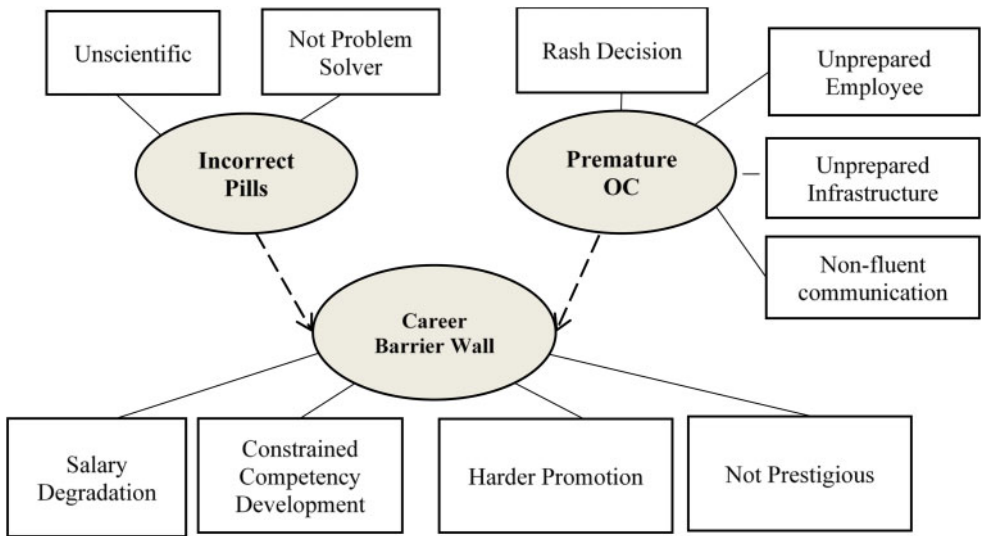 Unscientific
Not Problem
Solver
Rash Decision
Unprepared
Employee
Incorrect
Pills
Premature
OC
Unprepared
Infrastructure
Non-fluent
communication
Career
Barrier Wall
Salary
Degradation
Constrained
Competency
Development
Harder Promotion
Not Prestigious